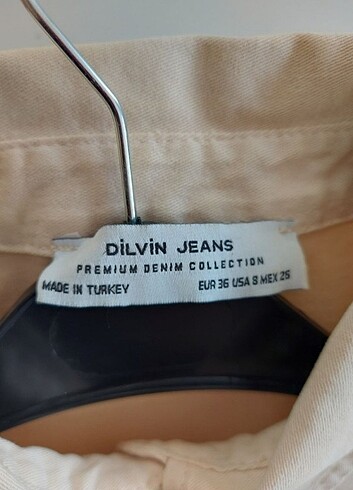 DİLVİN JEANS
PREMIUM DENIM COLLECTION
MADE IN TURKEY EUR 36 USA 8 MEX 25